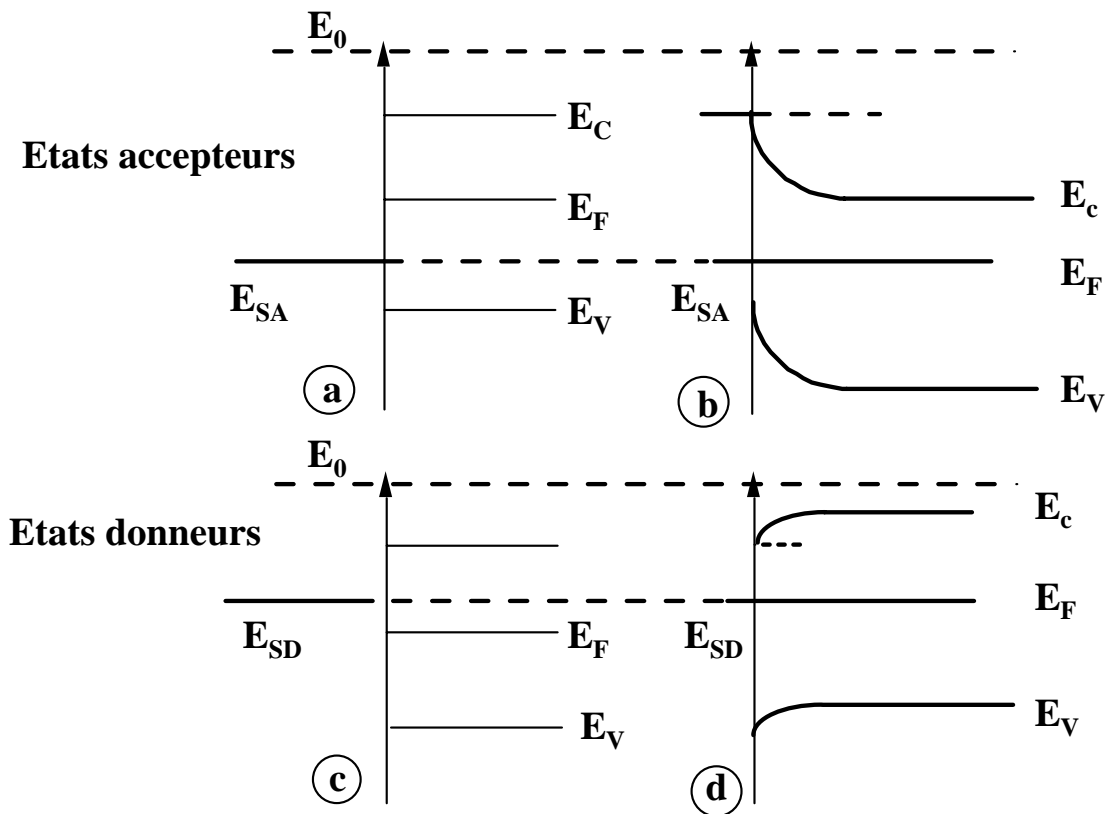 E0
EC
Etats accepteurs
EF
Ec
ESA
EV
ESA
EF
a
b
EV
E0
Etats donneurs
Ec
ESD
EF
ESD
EF
EV
EV
c
d